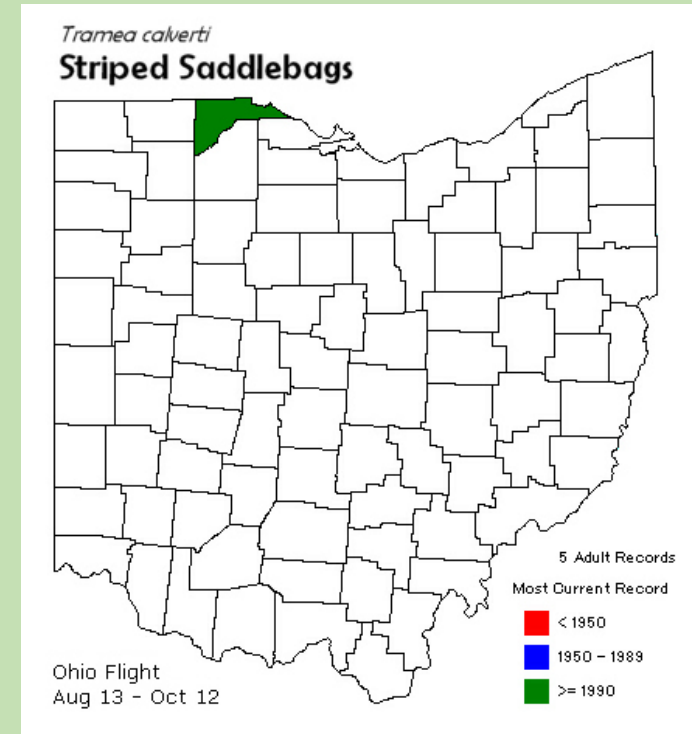 Tramea calverti
Striped Saddlebags
5 Adult Records
Most Current Record
< 1950
1950 - 1989
>= 1990
Ohio Flight
Aug 13 - Oct 12